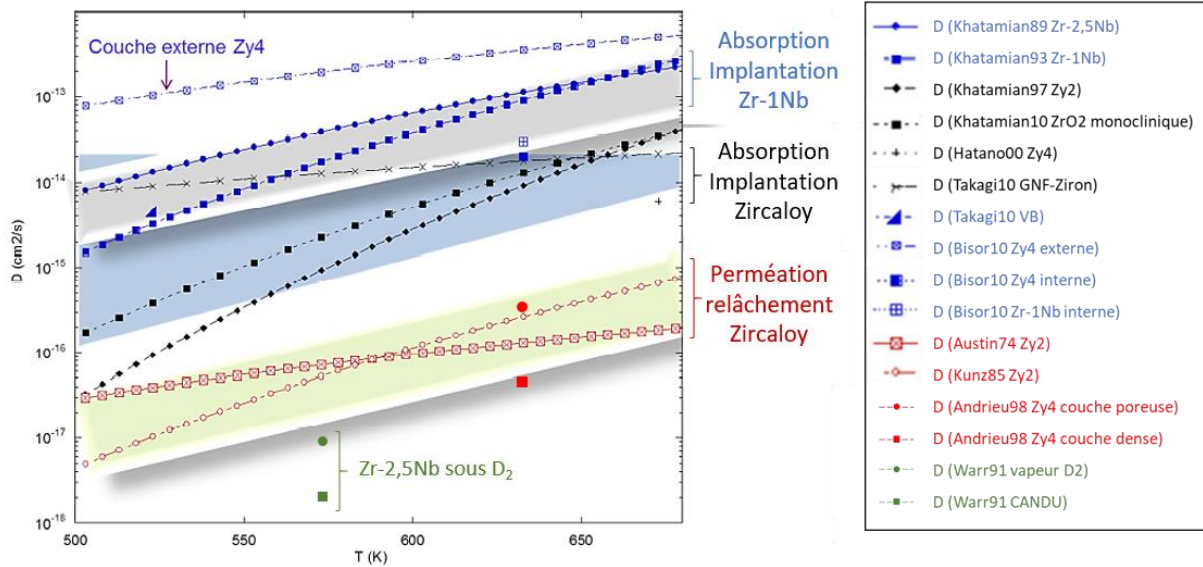 Couche externe Zy4
10⁻¹³
10⁻¹⁴
10⁻¹⁵
10⁻¹⁶
10⁻¹⁷
10⁻¹⁸
D (cm2/s)
500
550
600
650
T (K)
Zr-2,5Nb sous D₂
Absorption
Implantation
Zr-1Nb
Absorption
Implantation
Zircaloy
Perméation
relâchement
Zircaloy
D (Khatamian89 Zr-2,5Nb)
D (Khatamian93 Zr-1Nb)
D (Khatamian97 Zy2)
D (Khatamian10 ZrO2 monoclinique)
D (Hatano00 Zy4)
D (Takagi10 GNF-Ziron)
D (Takagi10 VB)
D (Bisor10 Zy4 externe)
D (Bisor10 Zy4 interne)
D (Bisor10 Zr-1Nb interne)
D (Austin74 Zy2)
D (Kunz85 Zy2)
D (Andrieu98 Zy4 couche poreuse)
D (Andrieu98 Zy4 couche dense)
D (Warr91 vapeur D2)
D (Warr91 CANDU)